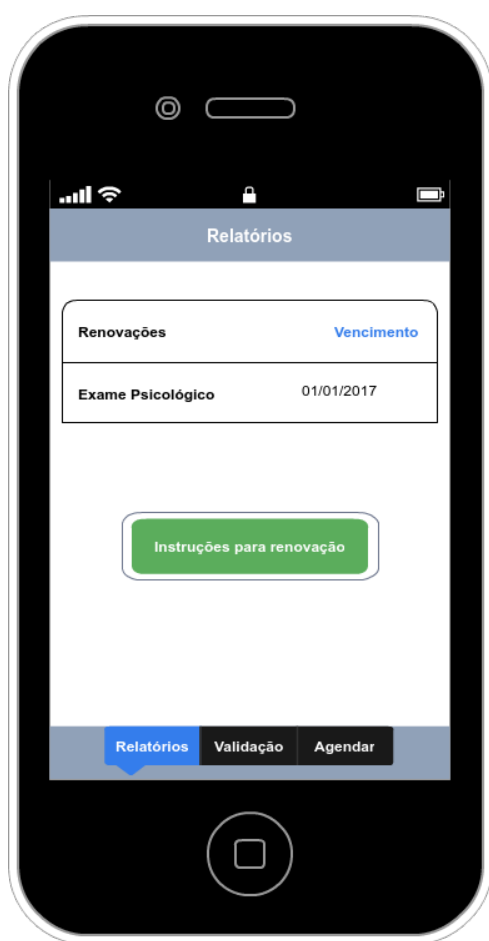 Relatórios
Renovações Vencimento
Exame Psicológico 01/01/2017
Instruções para renovação
Relatórios Validação Agendar